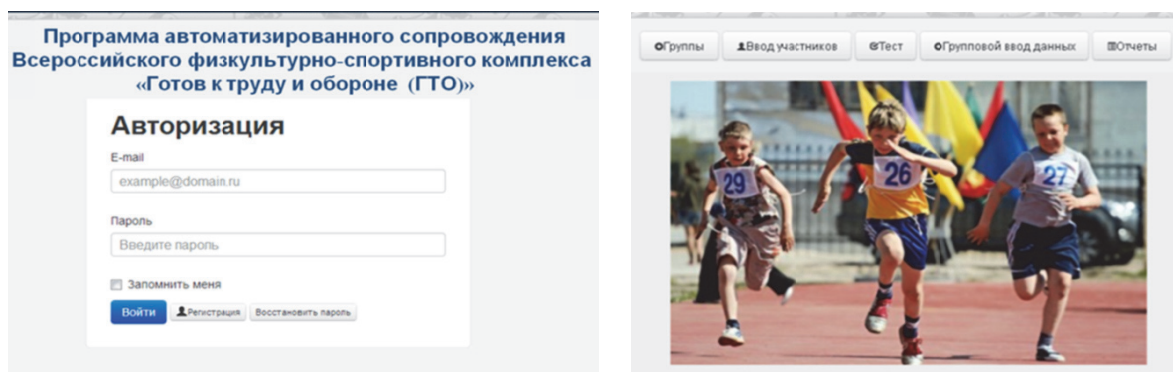 Программа автоматизированного сопровождения
Всероссийского физкультурно-спортивного комплекса
«Готов к труду и обороне (ГТО)»
Авторизация
E-mail
example@domain.ru
Пароль
Введите пароль
Запомнить меня
Войти Регистрация Восстановить пароль
Группы Ввод участников Тест Групповой ввод данных Отчеты
29 26 27